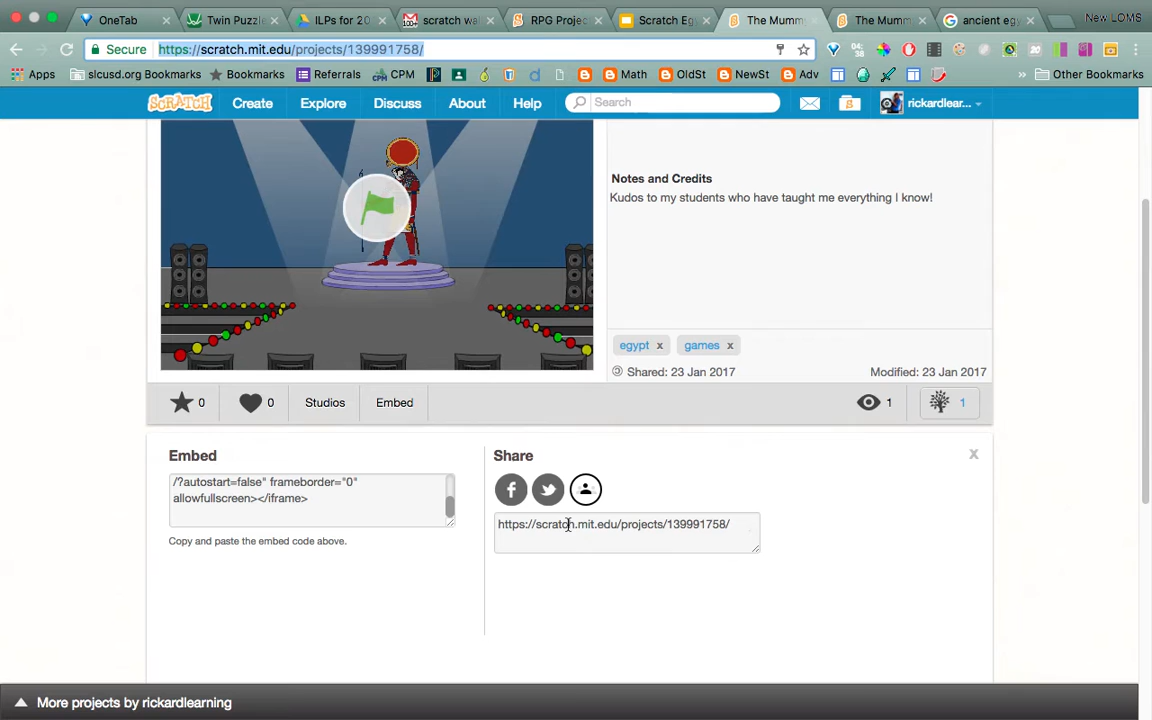 OneTab
Twin Puzzle
ILPs for 20
scratch wal
RPG Projec
Scratch Eg
The Mumm
The Mumm
ancient egy
New LOMS
Secure
https://scratch.mit.edu/projects/139991758/
Apps
slcusd.org Bookmarks
Bookmarks
Referrals
CPM
Math
OldSt
NewSt
Adv
Other Bookmarks
SCRATCH
Create
Explore
Discuss
About
Help
Search
rickardlear...
Notes and Credits
Kudos to my students who have taught me everything I know!
egypt x
games x
Shared: 23 Jan 2017
Modified: 23 Jan 2017
0
0
Studios
Embed
1
1
Embed
/?autostart=false" frameborder="0"
allowfullscreen></iframe>
Copy and paste the embed code above.
Share
x
https://scratch.mit.edu/projects/139991758/
More projects by rickardlearning